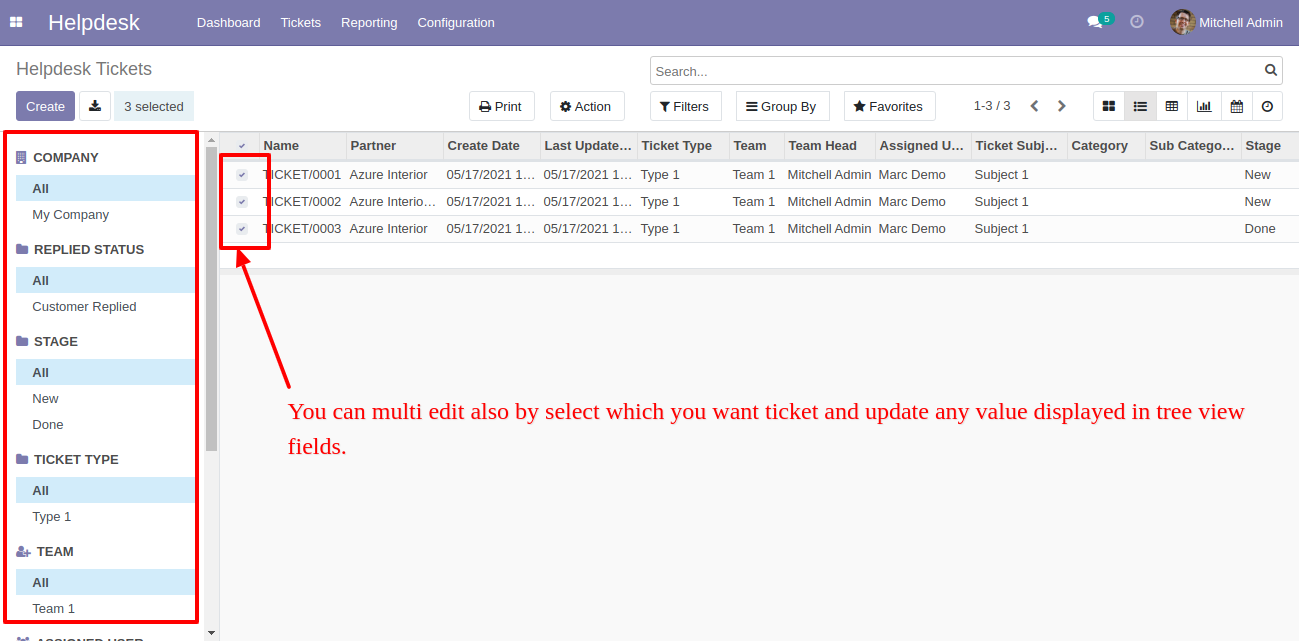 Helpdesk Dashboard Tickets Reporting Configuration 5 Mitchell Admin
Helpdesk Tickets Search...
Create 3 selected Print Action Filters Group By Favorites 1-3 / 3
Name Partner Create Date Last Update... Ticket Type Team Team Head Assigned U... Ticket Subj... Category Sub Catego... Stage
TICKET/0001 Azure Interior 05/17/2021 1... 05/17/2021 1... Type 1 Team 1 Mitchell Admin Marc Demo Subject 1 New
TICKET/0002 Azure Interio... 05/17/2021 1... 05/17/2021 1... Type 1 Team 1 Mitchell Admin Marc Demo Subject 1 New
TICKET/0003 Azure Interior 05/17/2021 1... 05/17/2021 1... Type 1 Team 1 Mitchell Admin Marc Demo Subject 1 Done
COMPANY
All
My Company
REPLIED STATUS
All
Customer Replied
STAGE
All
New
Done
TICKET TYPE
All
Type 1
TEAM
All
Team 1
ASSIGNED USER
You can multi edit also by select which you want ticket and update any value displayed in tree view
fields.